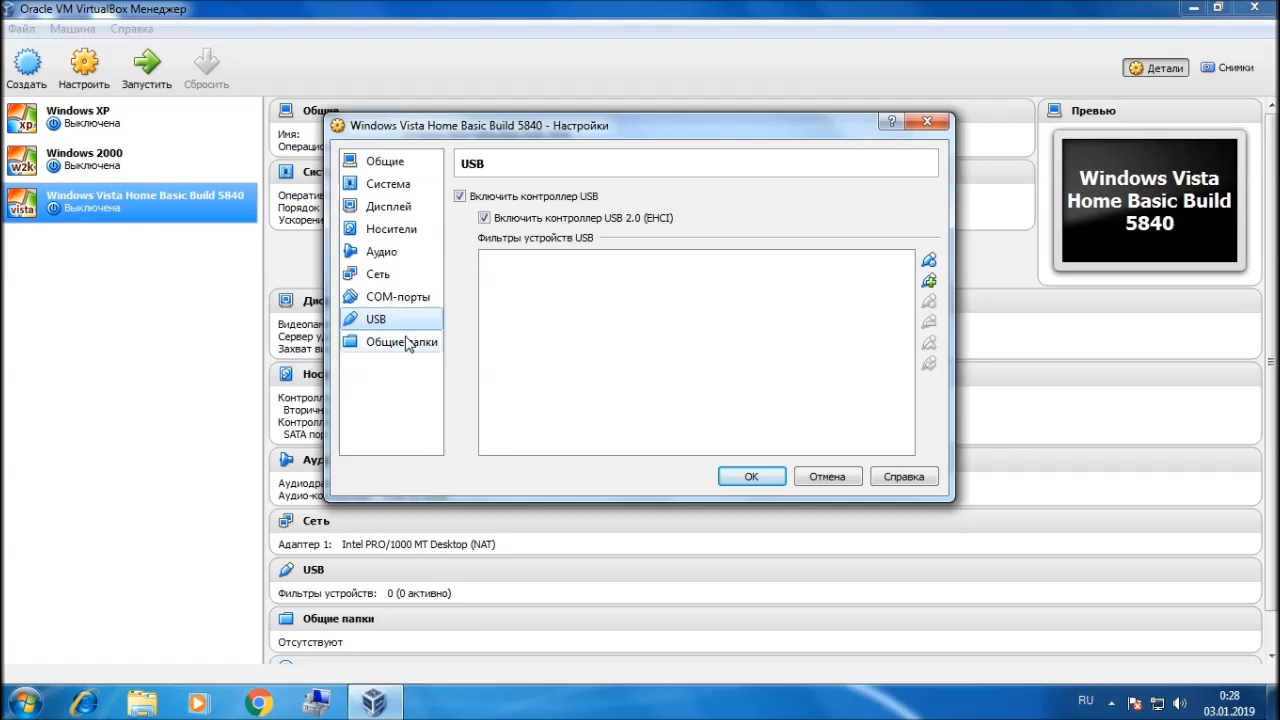 Oracle VM VirtualBox Менеджер
Файл Машина Справка
Создать Настроить Запустить Сбросить
Детали Снимки
Windows XP
Выключена
Windows 2000
Выключена
Windows Vista Home Basic Build 5840
Выключена
Общие
Имя:
Превью
Windows Vista
Home Basic Build
5840
Порядок
Сеть
Адаптер 1: Intel PRO/1000 MT Desktop (NAT)
USB
Фильтры устройств: 0 (0 активно)
Общие папки
Отсутствуют
Windows Vista Home Basic Build 5840 - Настройки
?
Общие
Система
Дисплей
Носители
Аудио
Сеть
COM-порты
USB
USB
Включить контроллер USB
Включить контроллер USB 2.0 (EHCI)
Фильтры устройств USB
OK Отмена Справка
RU
0:28
03.01.2019